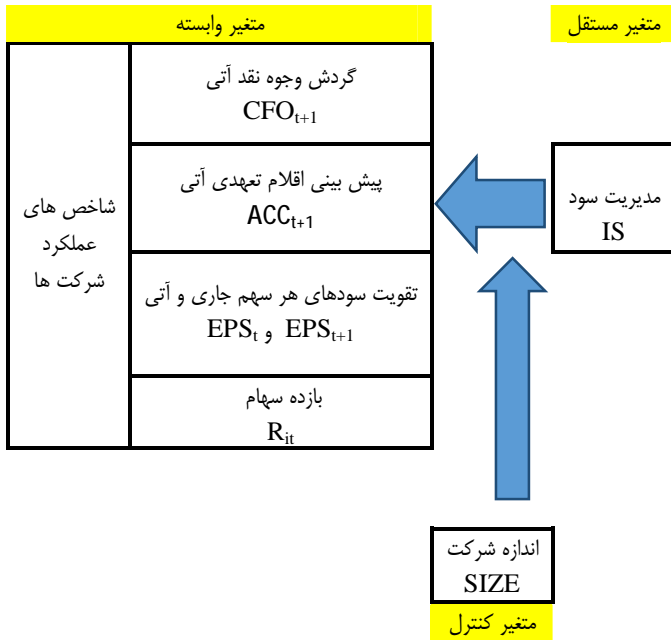 متغیر مستقل
متغیر وابسته
مدیریت سود
IS
شاخص های
عملکرد
شرکت ها
گردش وجوه نقد آتی
CFOt+1
پیش بینی اقلام تعهدی آتی
ACCt+1
تقویت سودهای هر سهم جاری و آتی
EPSt و EPSt+1
بازده سهام
Rit
اندازه شرکت
SIZE
متغیر کنترل